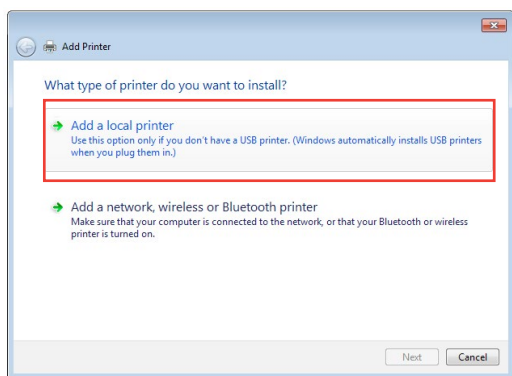 Add Printer
What type of printer do you want to install?
Add a local printer
Use this option only if you don't have a USB printer. (Windows automatically installs USB printers
when you plug them in.)
Add a network, wireless or Bluetooth printer
Make sure that your computer is connected to the network, or that your Bluetooth or wireless
printer is turned on.
Next Cancel